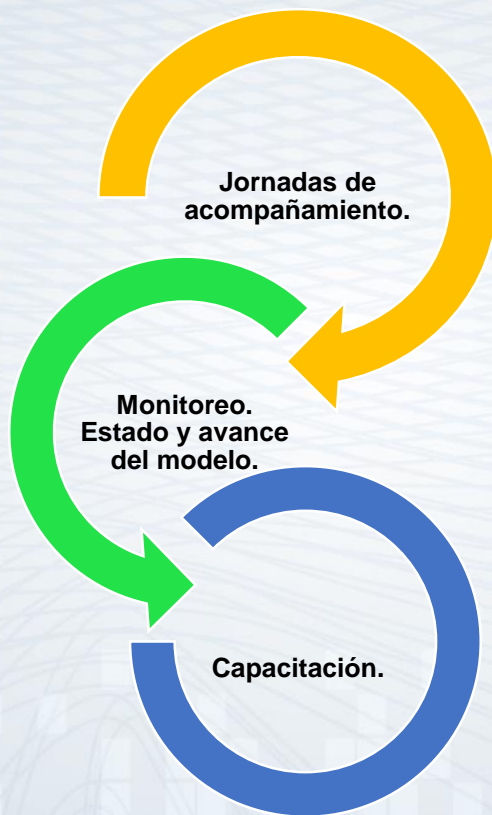 Jornadas de
acompañamiento.
Monitoreo.
Estado y avance
del modelo.
Capacitación.